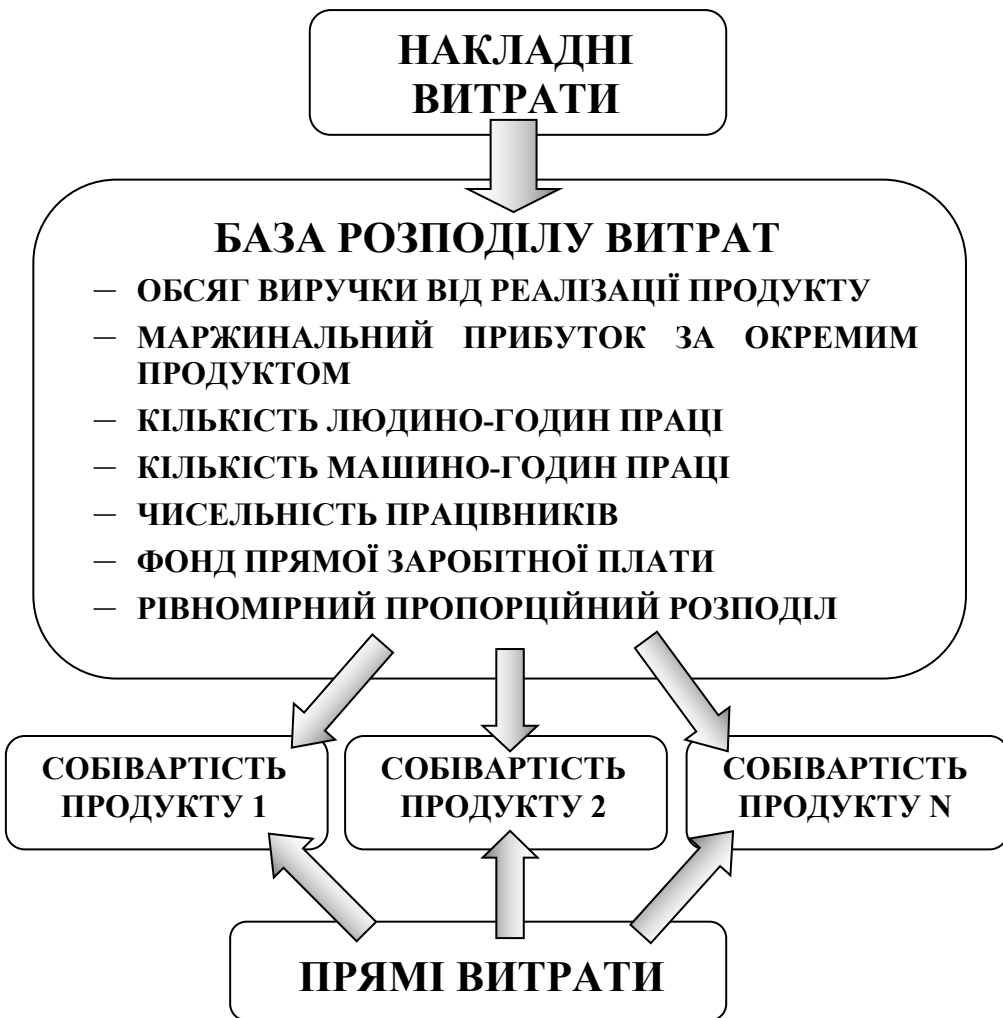 НАКЛАДНІ
ВИТРАТИ
БАЗА РОЗПОДІЛУ ВИТРАТ
— ОБСЯГ ВИРУЧКИ ВІД РЕАЛІЗАЦІЇ ПРОДУКТУ
— МАРЖИНАЛЬНИЙ ПРИБУТОК ЗА ОКРЕМИМ
ПРОДУКТОМ
— КІЛЬКІСТЬ ЛЮДИНО-ГОДИН ПРАЦІ
— КІЛЬКІСТЬ МАШИНО-ГОДИН ПРАЦІ
— ЧИСЕЛЬНІСТЬ ПРАЦІВНИКІВ
— ФОНД ПРЯМОЇ ЗАРОБІТНОЇ ПЛАТИ
— РІВНОМІРНИЙ ПРОПОРЦІЙНИЙ РОЗПОДІЛ
СОБІВАРТІСТЬ
ПРОДУКТУ 1
СОБІВАРТІСТЬ
ПРОДУКТУ 2
СОБІВАРТІСТЬ
ПРОДУКТУ N
ПРЯМІ ВИТРАТИ